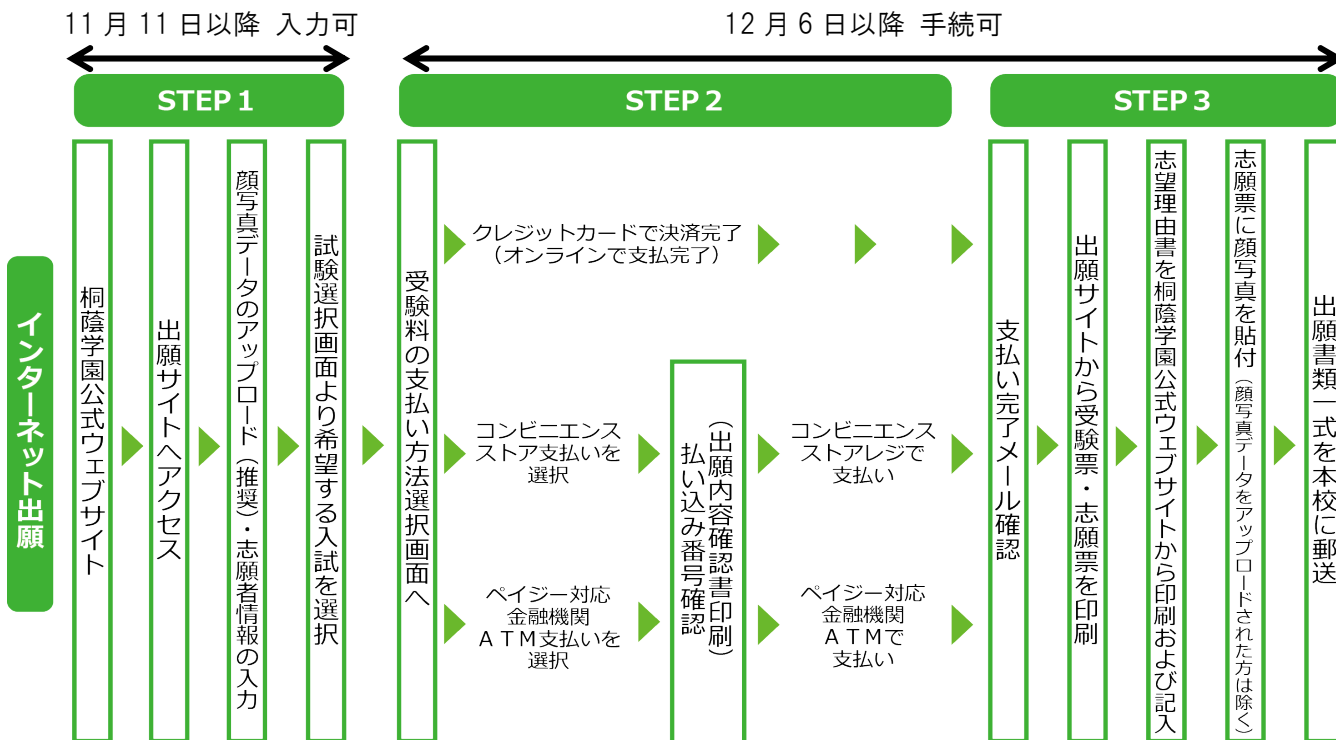 11月11日以降 入力可
12月6日以降 手続可
STEP 1
STEP 2
STEP 3
インターネット出願
桐蔭学園公式ウェブサイト
出願サイトへアクセス
顔写真データのアップロード（推奨）・志願者情報の入力
試験選択画面より希望する入試を選択
受験料の支払い方法選択画面へ
クレジットカードで決済完了
（オンラインで支払完了）
コンビニエンス
ストア支払いを
選択
ペイジー対応
金融機関
ＡＴＭ支払いを
選択
（出願内容確認書印刷）
払い込み番号確認
コンビニエンス
ストアレジで
支払い
ペイジー対応
金融機関
ＡＴＭで
支払い
支払い完了メール確認
出願サイトから受験票・志願票を印刷
志望理由書を桐蔭学園公式ウェブサイトから印刷および記入
志願票に顔写真を貼付（顔写真データをアップロードされた方は除く）
出願書類一式を本校に郵送